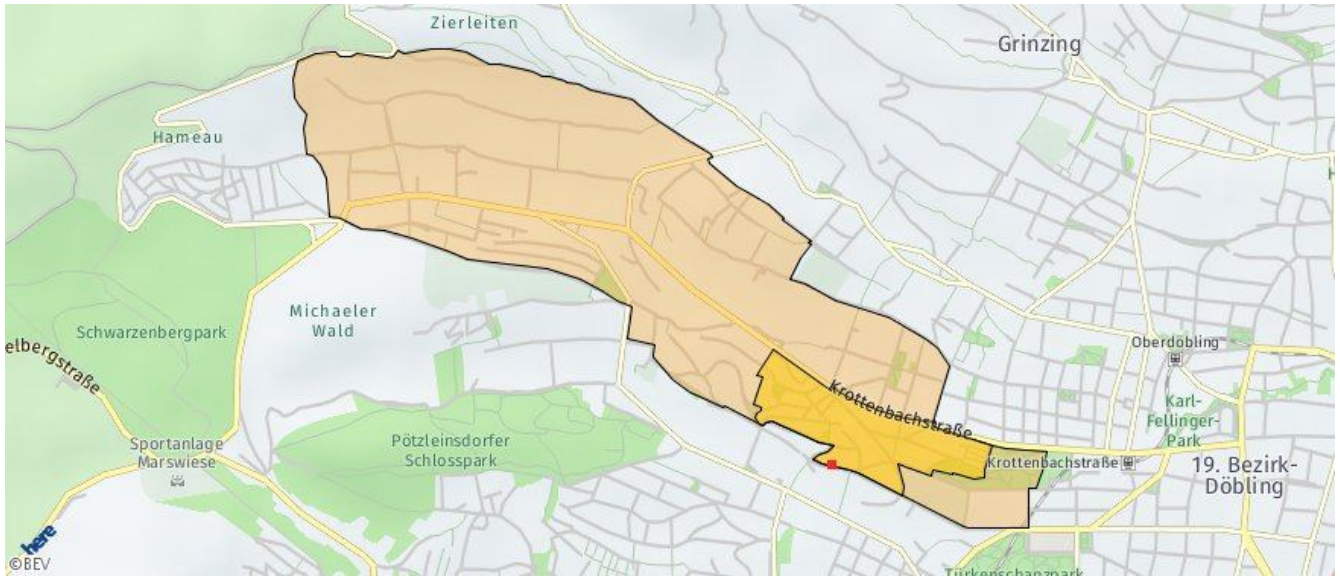 Zierleiten
Grinzing
Hameau
Michaeler
Wald
Schwarzenbergpark
elbergstraße
Oberdöbling
Karl-
Fellinger-
Park
Krottenbachstraße
Pötzleinsdorfer
Schlosspark
Sportanlage
Marswiese
Krottenbachstraße
19. Bezirk-
Döbling
here
©BEV
Türkenschanzpark
H